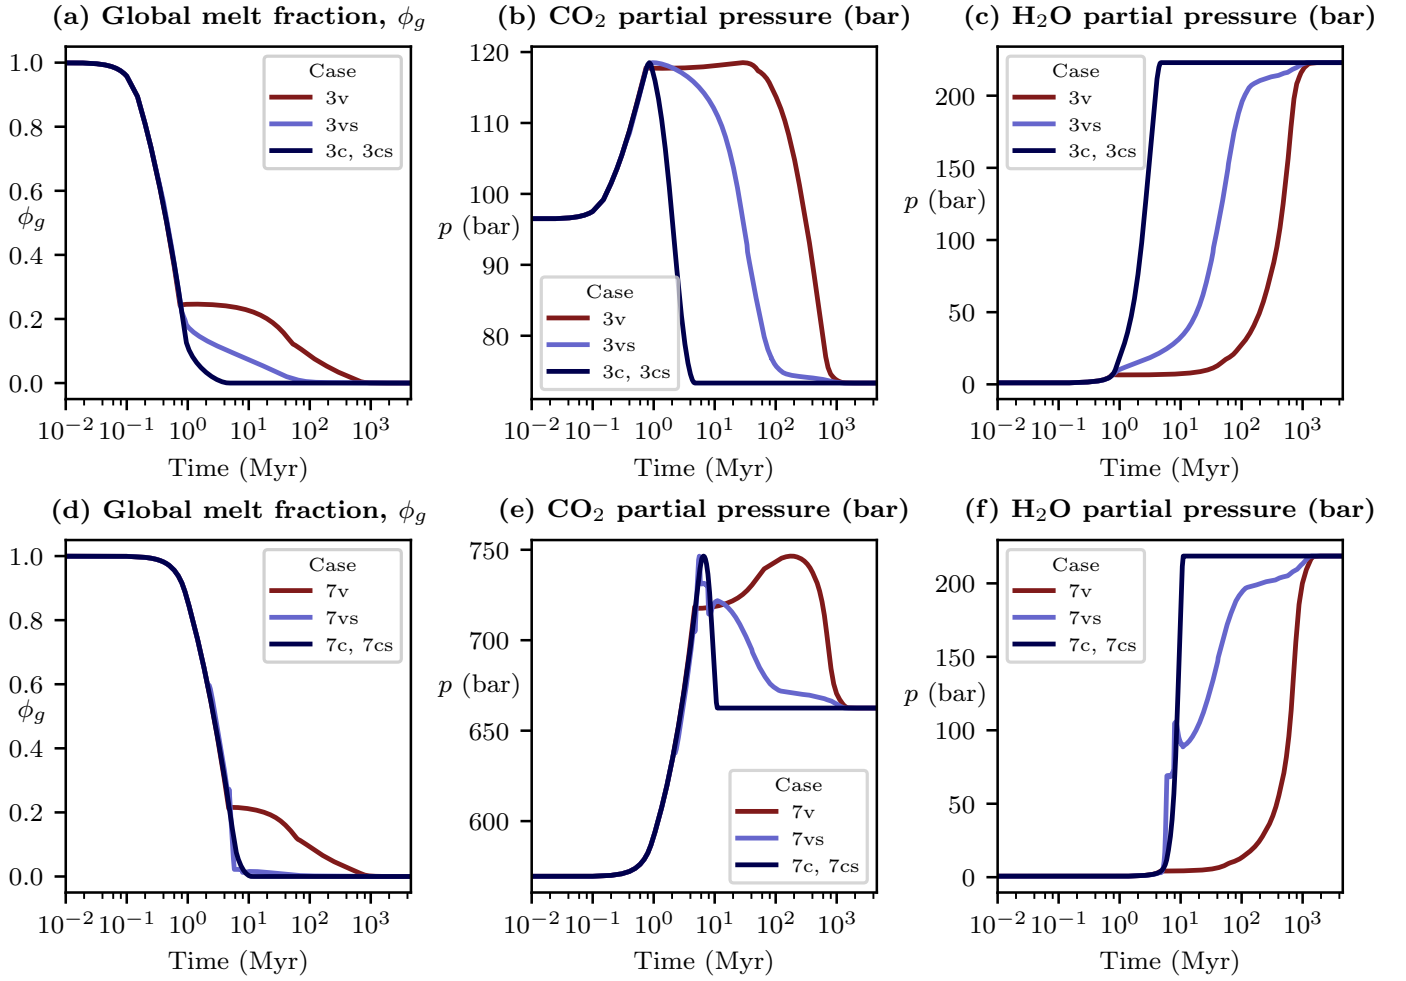 (a) Global melt fraction, ϕg
Case
3v
3vs
3c, 3cs
1.0
0.8
0.6
ϕg
0.4
0.2
0.0
10⁻² 10⁻¹ 10⁰ 10¹ 10² 10³
Time (Myr)
(b) CO₂ partial pressure (bar)
120
110
100
p (bar)
90
80
Case
3v
3vs
3c, 3cs
10⁻² 10⁻¹ 10⁰ 10¹ 10² 10³
Time (Myr)
(c) H₂O partial pressure (bar)
Case
3v
3vs
3c, 3cs
200
150
p (bar)
100
50
0
10⁻² 10⁻¹ 10⁰ 10¹ 10² 10³
Time (Myr)
(d) Global melt fraction, ϕg
Case
7v
7vs
7c, 7cs
1.0
0.8
0.6
ϕg
0.4
0.2
0.0
10⁻² 10⁻¹ 10⁰ 10¹ 10² 10³
Time (Myr)
(e) CO₂ partial pressure (bar)
750
700
p (bar)
650
600
Case
7v
7vs
7c, 7cs
10⁻² 10⁻¹ 10⁰ 10¹ 10² 10³
Time (Myr)
(f) H₂O partial pressure (bar)
Case
7v
7vs
7c, 7cs
200
150
p (bar)
100
50
0
10⁻² 10⁻¹ 10⁰ 10¹ 10² 10³
Time (Myr)